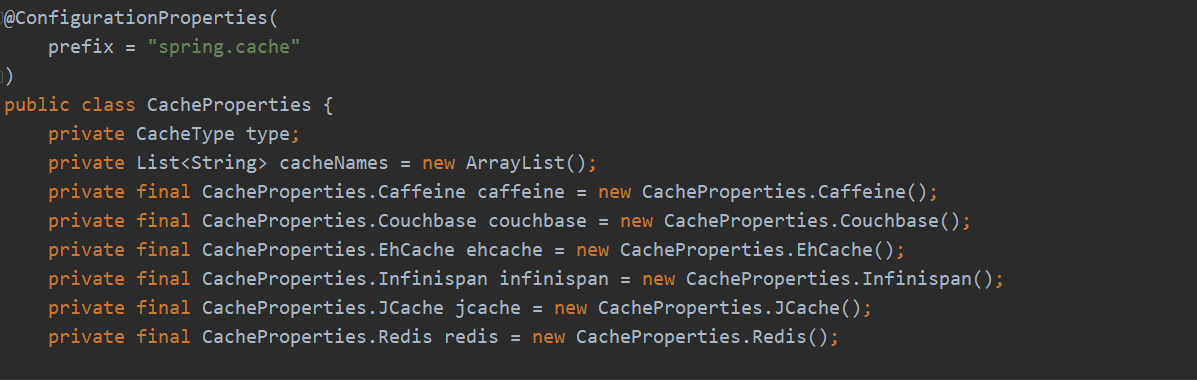 @ConfigurationProperties(
    prefix = "spring.cache"
)
public class CacheProperties {
    private CacheType type;
    private List<String> cacheNames = new ArrayList();
    private final CacheProperties.Caffeine caffeine = new CacheProperties.Caffeine();
    private final CacheProperties.Couchbase couchbase = new CacheProperties.Couchbase();
    private final CacheProperties.EhCache ehcache = new CacheProperties.EhCache();
    private final CacheProperties.Infinispan infinispan = new CacheProperties.Infinispan();
    private final CacheProperties.JCache jcache = new CacheProperties.JCache();
    private final CacheProperties.Redis redis = new CacheProperties.Redis();